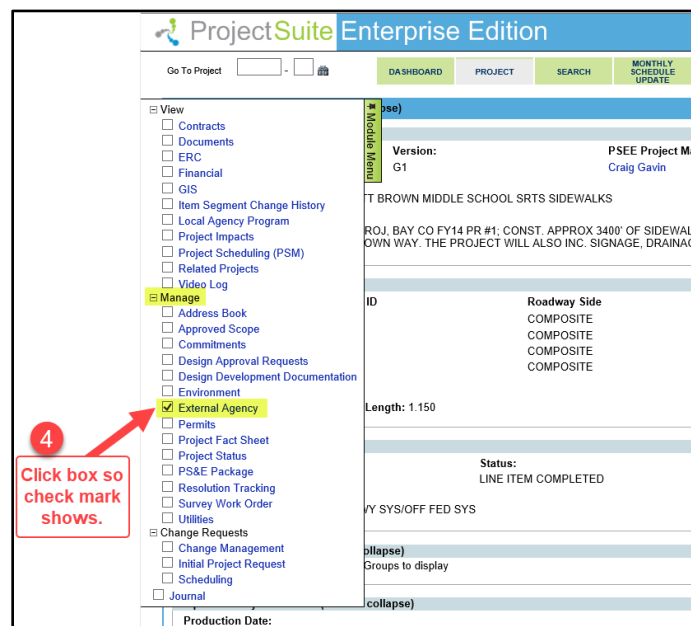 ProjectSuite Enterprise Edition
Go To Project -
DASHBOARD
PROJECT
SEARCH
MONTHLY
SCHEDULE
UPDATE
View
Contracts
Documents
ERC
Financial
GIS
Item Segment Change History
Local Agency Program
Project Impacts
Project Scheduling (PSM)
Related Projects
Video Log
Manage
Address Book
Approved Scope
Commitments
Design Approval Requests
Design Development Documentation
Environment
External Agency
Permits
Project Fact Sheet
Project Status
PS&E Package
Resolution Tracking
Survey Work Order
Utilities
Change Requests
Change Management
Initial Project Request
Scheduling
Journal
Module Menu
4
Click box so
check mark
shows.
pse)
Version:
G1
PSEE Project Ma
Craig Gavin
TT BROWN MIDDLE SCHOOL SRTS SIDEWALKS
ROJ, BAY CO FY14 PR #1; CONST. APPROX 3400' OF SIDEWAL
OWN WAY. THE PROJECT WILL ALSO INC. SIGNAGE, DRAINAG
ID
Roadway Side
COMPOSITE
COMPOSITE
COMPOSITE
COMPOSITE
Length: 1.150
Status:
LINE ITEM COMPLETED
WY SYS/OFF FED SYS
ollapse)
Groups to display
collapse)
Production Date: